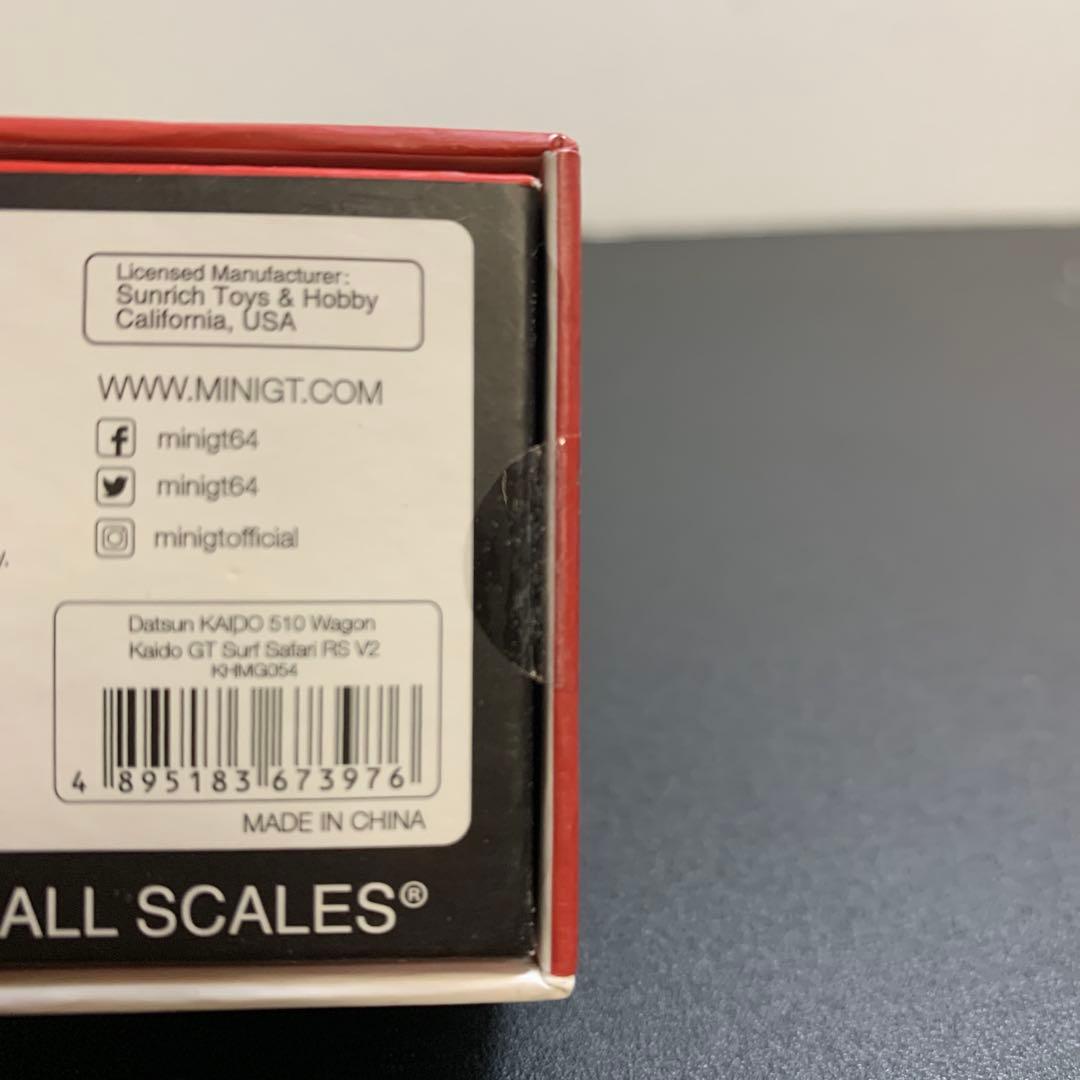 Licensed Manufacturer:
Sunrich Toys & Hobby
California, USA
WWW.MINIGT.COM
minigt64
minigt64
minigtofficial
y.
Datsun KAIDO 510 Wagon
Kaido GT Surf Safari RS V2
KHMG054
4 895183 673976
MADE IN CHINA
ALL SCALES®